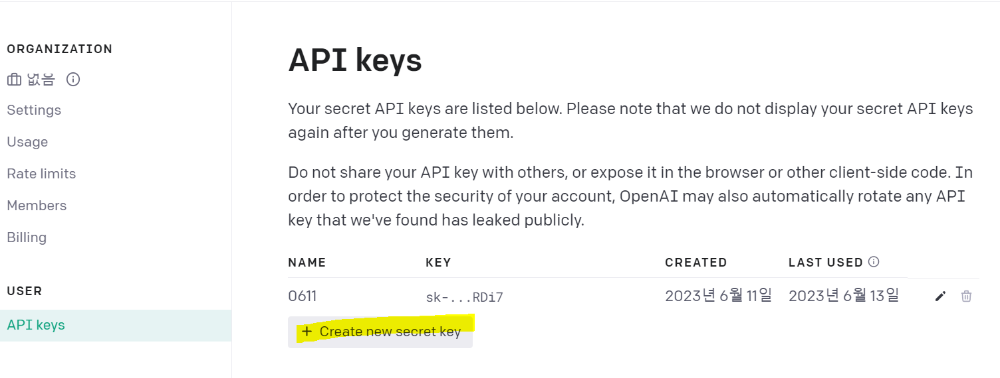 ORGANIZATION
없음
Settings
Usage
Rate limits
Members
Billing
USER
API keys
API keys
Your secret API keys are listed below. Please note that we do not display your secret API keys
again after you generate them.
Do not share your API key with others, or expose it in the browser or other client-side code. In
order to protect the security of your account, OpenAI may also automatically rotate any API
key that we've found has leaked publicly.
NAME KEY CREATED LAST USED
0611 sk-...RDi7 2023년 6월 11일 2023년 6월 13일
+ Create new secret key